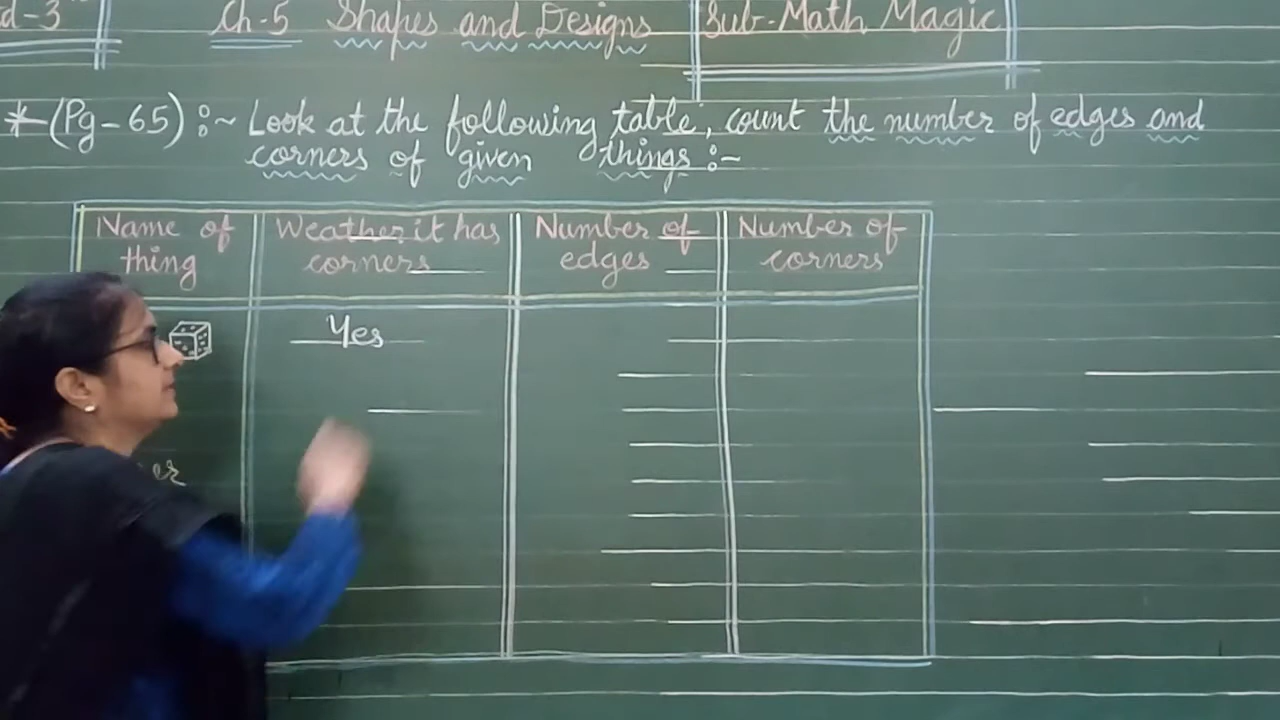 d-3 Ch-5 Shapes and Designs Sub-Math Magic
* (Pg-65) :~ Look at the following table, count the number of edges and
corners of given things :~
Name of thing
Weather it has corners
Number of edges
Number of corners
Yes
er